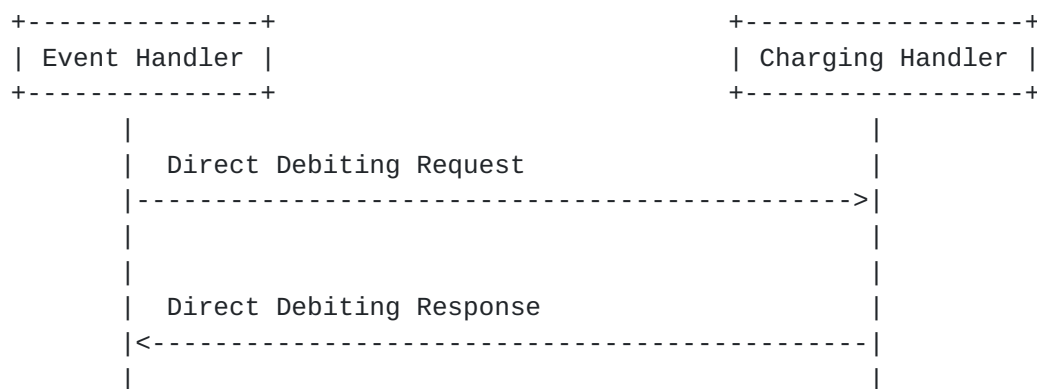 Event Handler Charging Handler
Direct Debiting Request
Direct Debiting Response